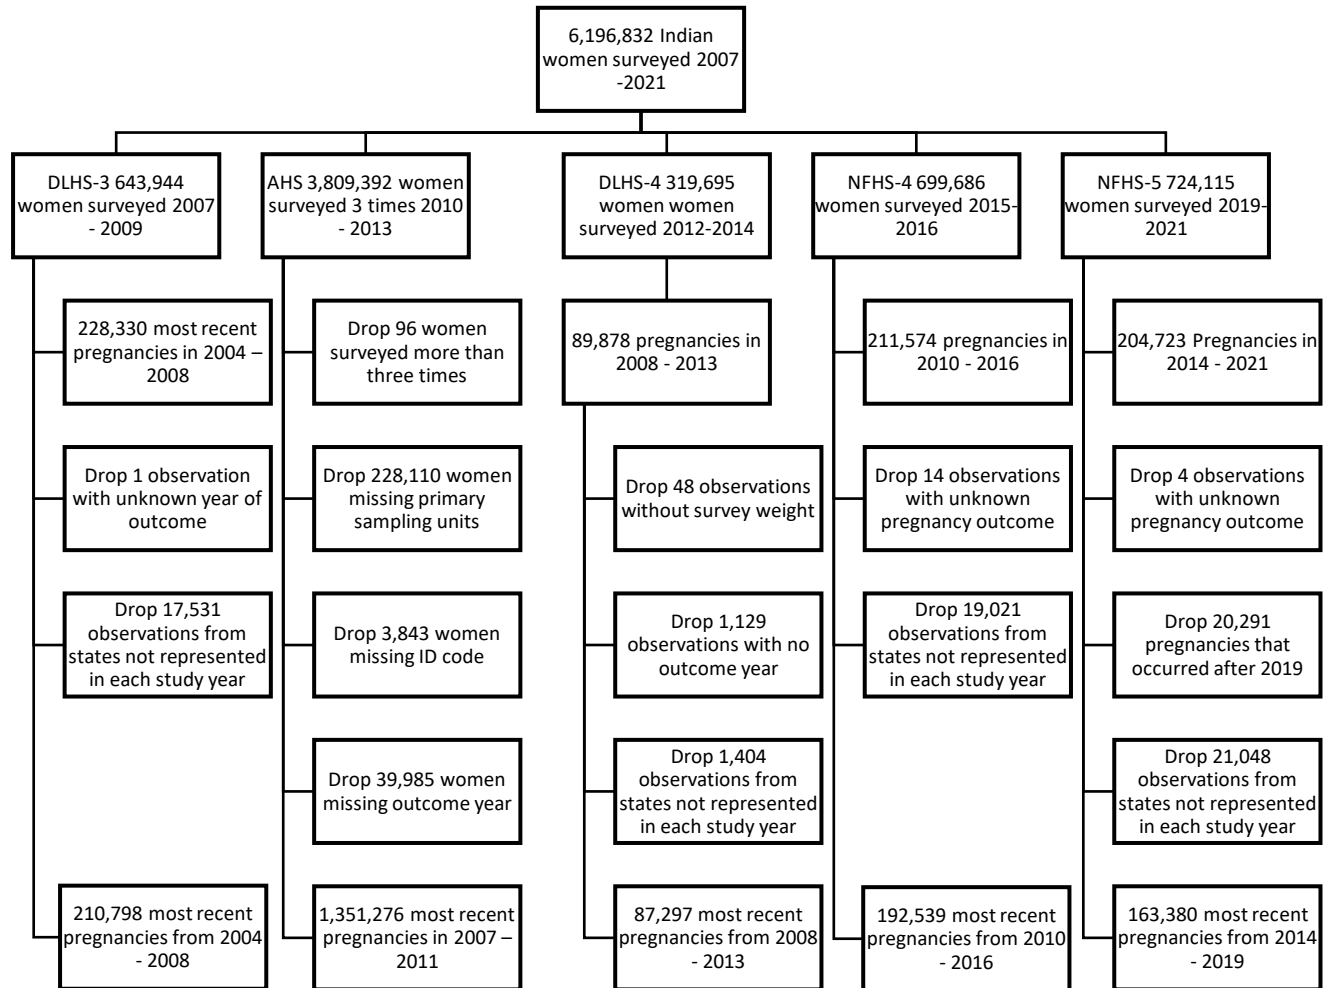 6,196,832 Indian
women surveyed 2007
-2021
DLHS-3 643,944
women surveyed 2007
- 2009
AHS 3,809,392 women
surveyed 3 times 2010
- 2013
DLHS-4 319,695
women women
surveyed 2012-2014
NFHS-4 699,686
women surveyed 2015-
2016
NFHS-5 724,115
women surveyed 2019-
2021
228,330 most recent
pregnancies in 2004 –
2008
Drop 96 women
surveyed more than
three times
89,878 pregnancies in
2008 - 2013
211,574 pregnancies in
2010 - 2016
204,723 Pregnancies in
2014 - 2021
Drop 1 observation
with unknown year of
outcome
Drop 228,110 women
missing primary
sampling units
Drop 48 observations
without survey weight
Drop 14 observations
with unknown
pregnancy outcome
Drop 4 observations
with unknown
pregnancy outcome
Drop 17,531
observations from
states not represented
in each study year
Drop 3,843 women
missing ID code
Drop 1,129
observations with no
outcome year
Drop 19,021
observations from
states not represented
in each study year
Drop 20,291
pregnancies that
occurred after 2019
Drop 39,985 women
missing outcome year
Drop 1,404
observations from
states not represented
in each study year
Drop 21,048
observations from
states not represented
in each study year
210,798 most recent
pregnancies from 2004
- 2008
1,351,276 most recent
pregnancies in 2007 –
2011
87,297 most recent
pregnancies from 2008
- 2013
192,539 most recent
pregnancies from 2010
- 2016
163,380 most recent
pregnancies from 2014
- 2019